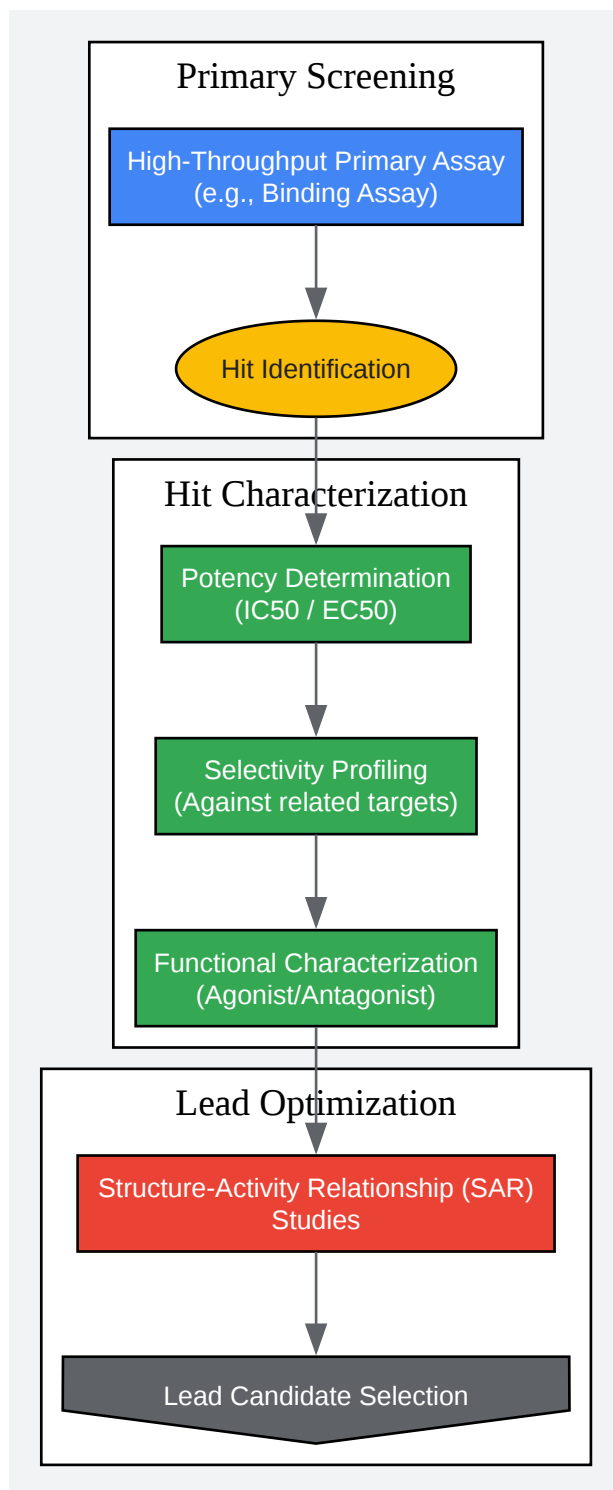 Primary Screening
High-Throughput Primary Assay
(e.g., Binding Assay)
Hit Identification
Hit Characterization
Potency Determination
(IC50 / EC50)
Selectivity Profiling
(Against related targets)
Functional Characterization
(Agonist/Antagonist)
Lead Optimization
Structure-Activity Relationship (SAR)
Studies
Lead Candidate Selection